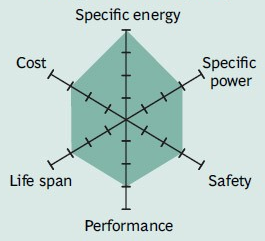 Specific energy
Cost
Specific
power
Life span
Safety
Performance